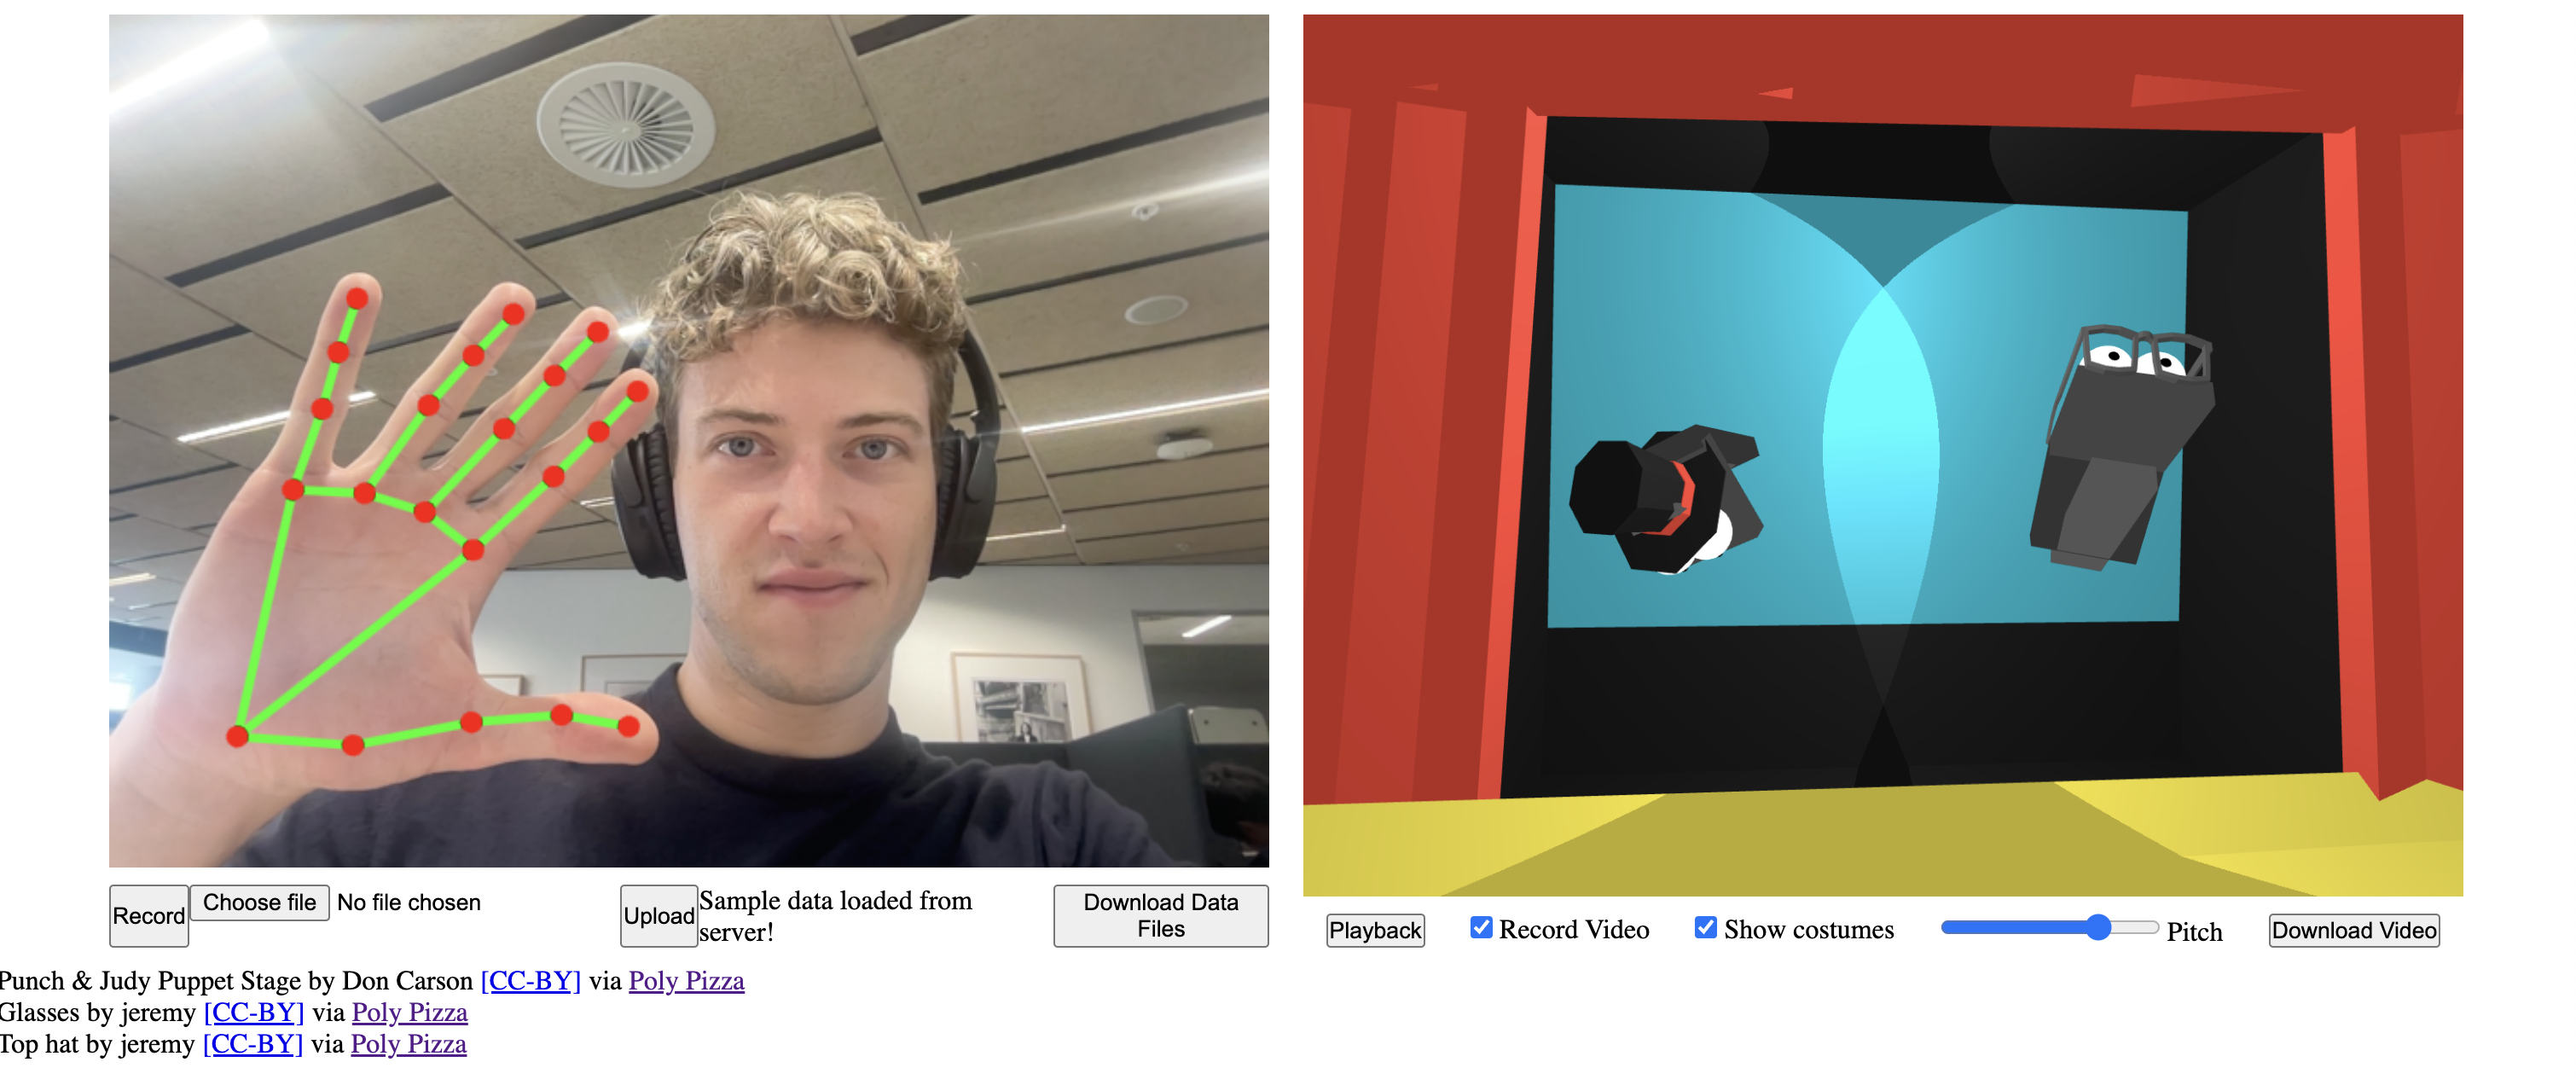 Record
Choose file No file chosen
Upload
Sample data loaded from
server!
Download Data
Files
Playback
Record Video
Show costumes
Pitch
Download Video
Punch & Judy Puppet Stage by Don Carson [CC-BY] via Poly Pizza
Glasses by jeremy [CC-BY] via Poly Pizza
Top hat by jeremy [CC-BY] via Poly Pizza